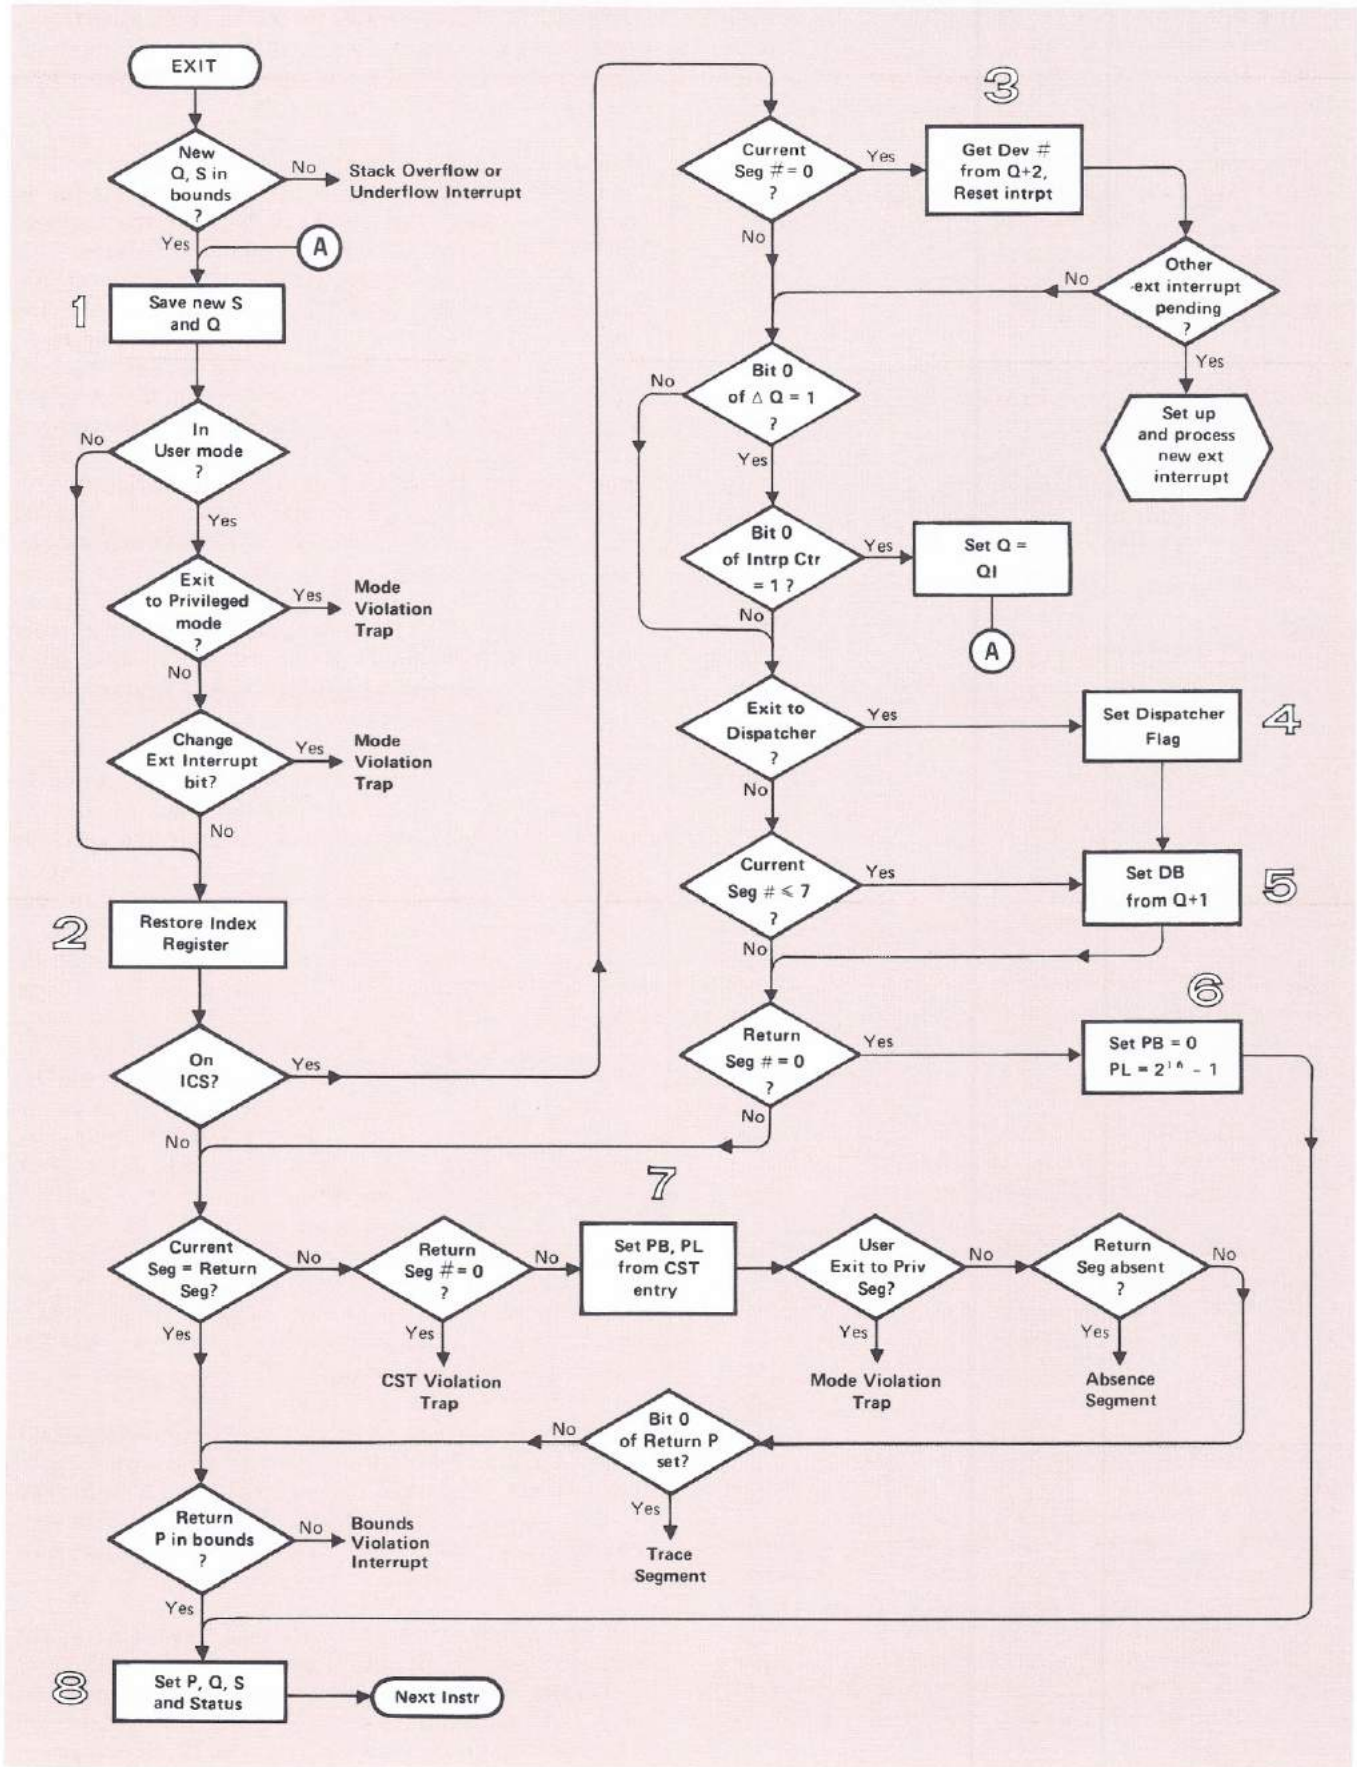 EXIT
New
Q, S in
bounds
?
No
Stack Overflow or
Underflow Interrupt
Yes
A
1
Save new S
and Q
In
User mode
?
No
Yes
Exit
to Privileged
mode
?
Yes
Mode
Violation
Trap
No
Change
Ext Interrupt
bit?
Yes
Mode
Violation
Trap
No
2
Restore Index
Register
On
ICS?
Yes
No
Current
Seg # = 0
?
Yes
No
3
Get Dev #
from Q+2,
Reset intrpt
Other
ext interrupt
pending
?
No
Yes
Set up
and process
new ext
interrupt
Bit 0
of Δ Q = 1
?
No
Yes
Bit 0
of Intrp Ctr
= 1 ?
Yes
Set Q =
QI
A
No
Exit to
Dispatcher
?
Yes
Set Dispatcher
Flag
4
No
Current
Seg # ≤ 7
?
Yes
Set DB
from Q+1
5
No
Return
Seg # = 0
?
Yes
6
Set PB = 0
PL = 2¹⁶ - 1
No
Current
Seg = Return
Seg?
No
Yes
Return
Seg # = 0
?
No
Yes
CST Violation
Trap
7
Set PB, PL
from CST
entry
User
Exit to Priv
Seg?
No
Yes
Mode Violation
Trap
Return
Seg absent
?
No
Yes
Absence
Segment
Bit 0
of Return P
set?
No
Yes
Trace
Segment
Return
P in bounds
?
No
Bounds
Violation
Interrupt
Yes
8
Set P, Q, S
and Status
Next Instr